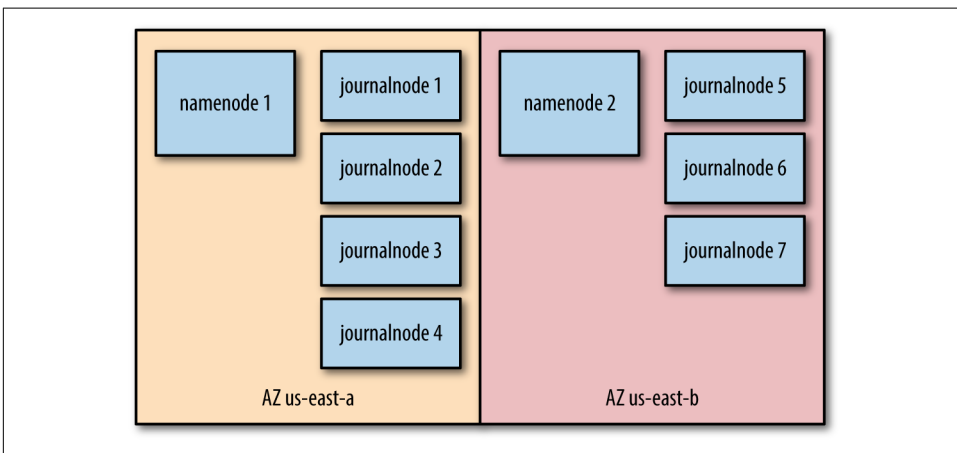 namenode 1
journalnode 1
journalnode 2
journalnode 3
journalnode 4
AZ us-east-a
namenode 2
journalnode 5
journalnode 6
journalnode 7
AZ us-east-b